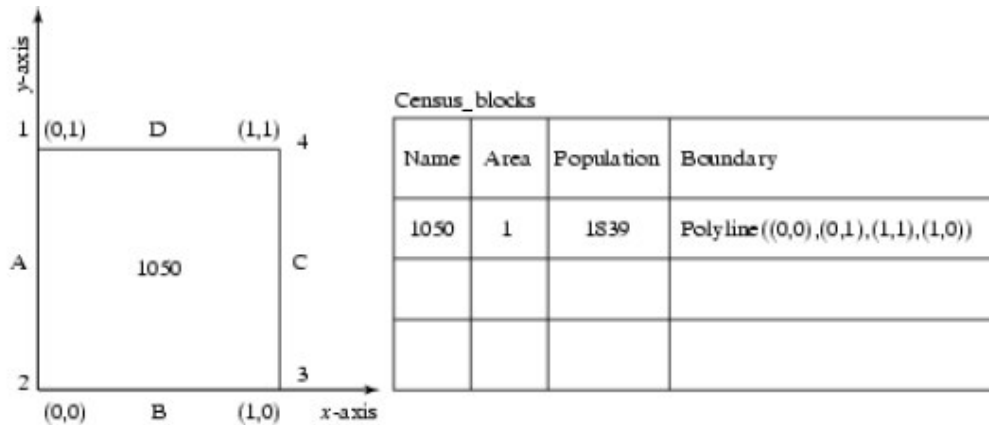 y-axis
1 (0,1) D (1,1) 4
A 1050 C
2 3
(0,0) B (1,0) x-axis
Census_blocks
Name Area Population Boundary
1050 1 1839 Polyline((0,0),(0,1),(1,1),(1,0))